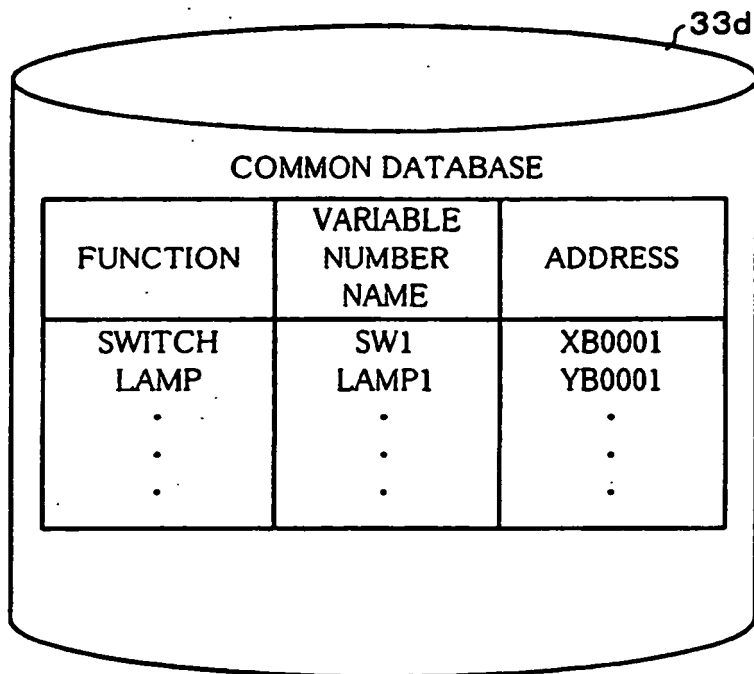 33d
COMMON DATABASE
FUNCTION
VARIABLE
NUMBER
NAME
ADDRESS
SWITCH SW1 XB0001
LAMP LAMP1 YB0001